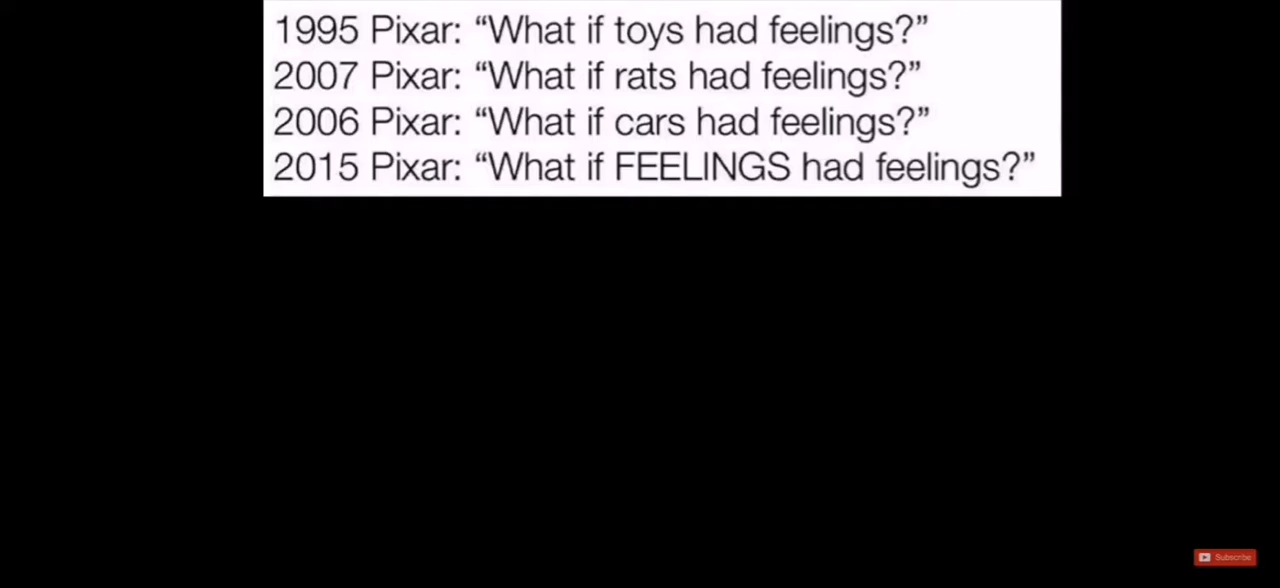 1995 Pixar: “What if toys had feelings?”
2007 Pixar: “What if rats had feelings?”
2006 Pixar: “What if cars had feelings?”
2015 Pixar: “What if FEELINGS had feelings?”
Subscribe